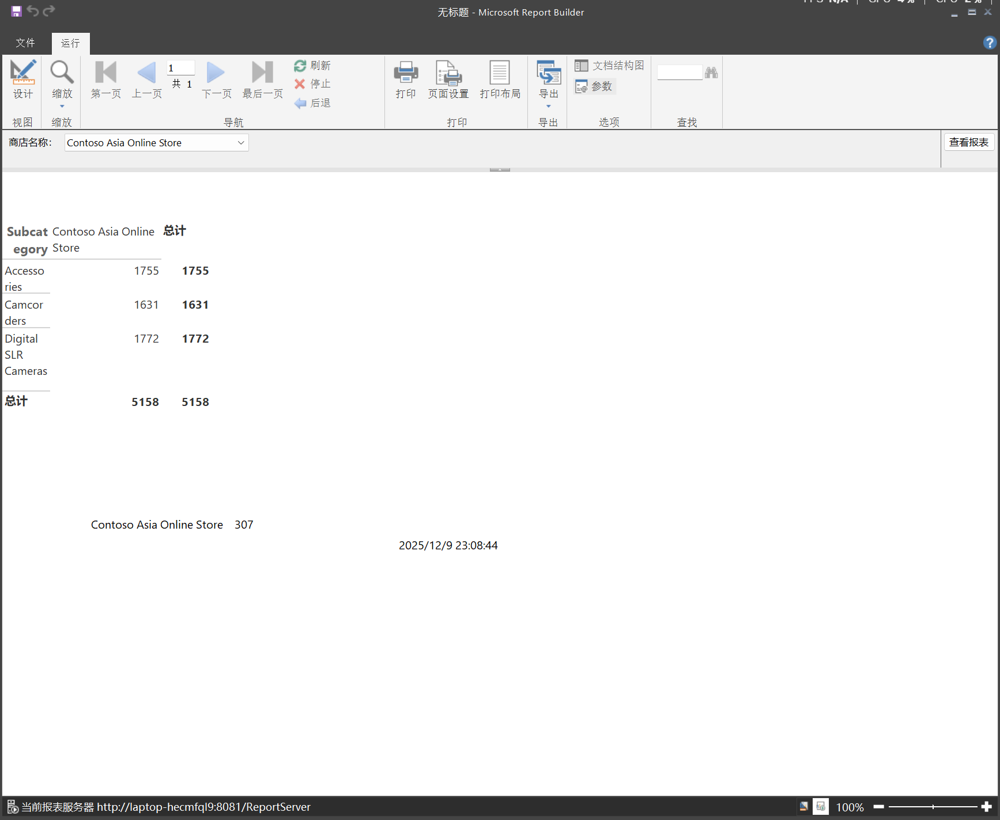 无标题 - Microsoft Report Builder
文件
运行
设计
缩放
第一页
上一页
1
共 1
下一页
最后一页
刷新
停止
后退
打印
页面设置
打印布局
导出
文档结构图
参数
视图
缩放
导航
打印
导出
选项
查找
商店名称:
Contoso Asia Online Store
查看报表
Subcat
egory
Contoso Asia Online
Store
总计
Accesso
ries
1755
1755
Camcor
ders
1631
1631
Digital
SLR
Cameras
1772
1772
总计
5158
5158
Contoso Asia Online Store 307
2025/12/9 23:08:44
当前报表服务器 http://laptop-hecmfql9:8081/ReportServer
100%